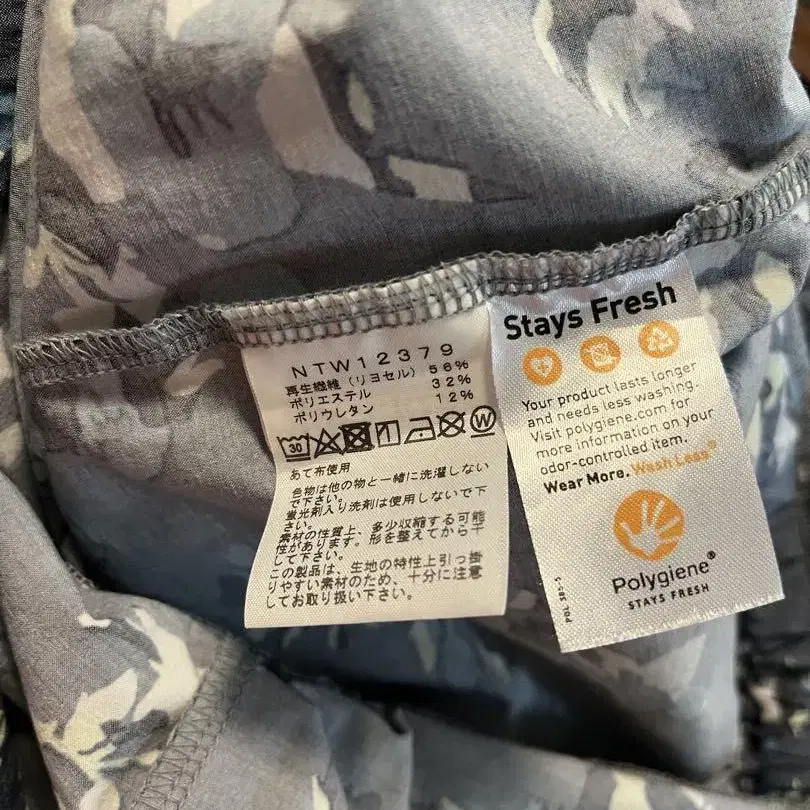 NTW12379
再生繊維（リヨセル） 56%
ポリエステル 32%
ポリウレタン 12%
30
W
あて布使用
色物は他の物と一緒に洗濯しない
で下さい。
蛍光剤入り洗剤は使用しないで下
さい。
素材の性質上、多少収縮する可能
性があります。形を整えてから干
して下さい。
この製品は、生地の特性上引っ掛
りやすい素材のため、十分に注意
してお取り扱い下さい。
Stays Fresh
Your product lasts longer
and needs less washing.
Visit polygiene.com for
more information on your
odor-controlled item.
Wear More. Wash Less®
Polygiene®
STAYS FRESH